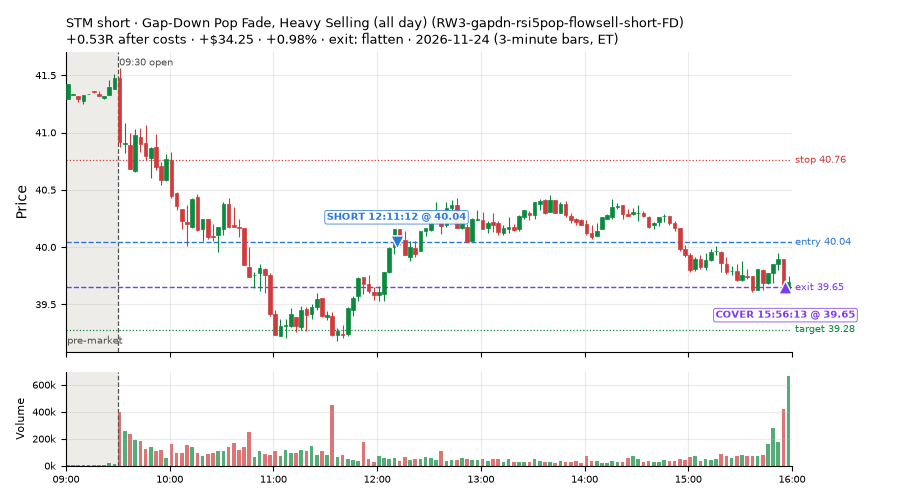 STM short · Gap-Down Pop Fade, Heavy Selling (all day) (RW3-gapdn-rsi5pop-flowsell-short-FD)
+0.53R after costs · +$34.25 · +0.98% · exit: flatten · 2026-11-24 (3-minute bars, ET)
09:30 open
41.5
41.0
40.5
40.0
39.5
Price
stop 40.76
SHORT 12:11:12 @ 40.04
entry 40.04
exit 39.65
COVER 15:56:13 @ 39.65
target 39.28
pre-market
600k
400k
200k
0k
Volume
09:00 10:00 11:00 12:00 13:00 14:00 15:00 16:00